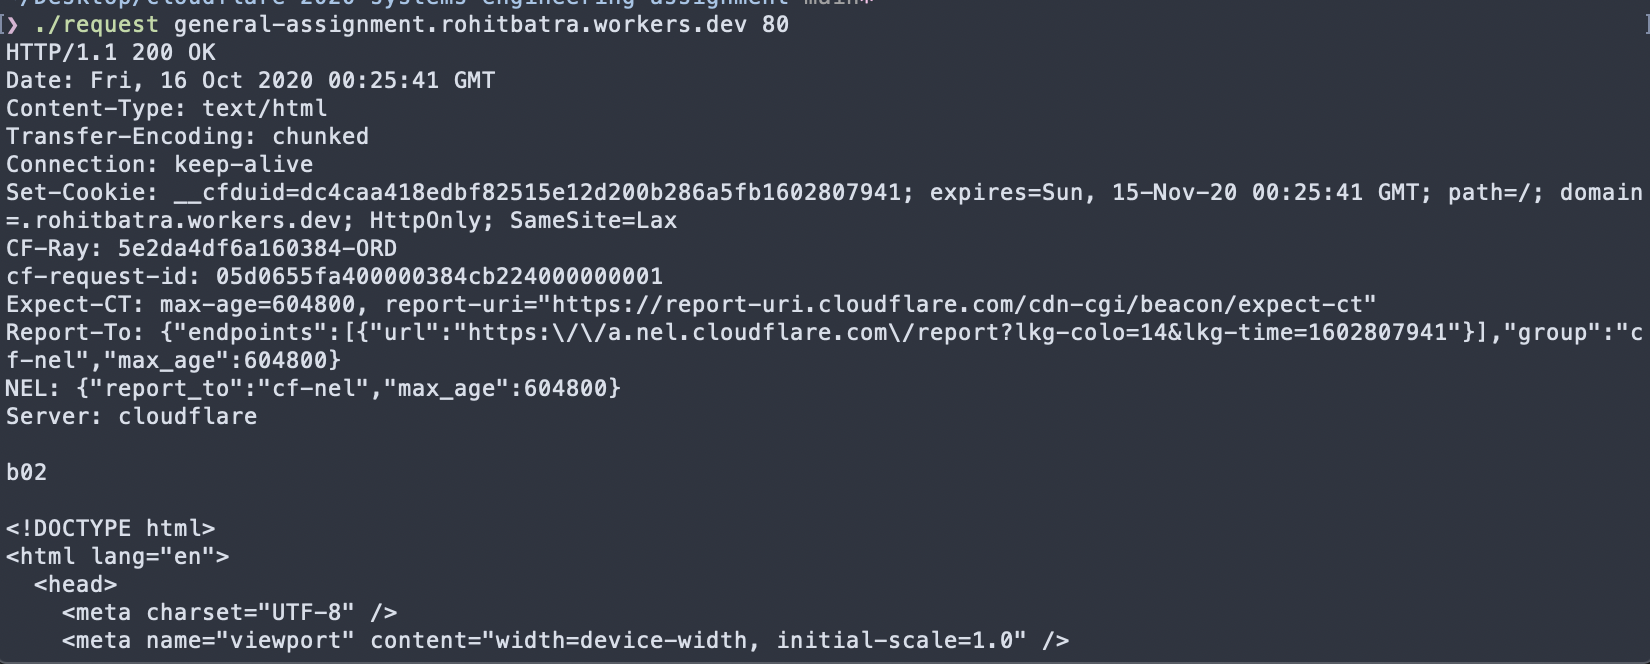 ~/Desktop/cloudflare-2020-systems-engineering-assignment main*
❯ ./request general-assignment.rohitbatra.workers.dev 80
HTTP/1.1 200 OK
Date: Fri, 16 Oct 2020 00:25:41 GMT
Content-Type: text/html
Transfer-Encoding: chunked
Connection: keep-alive
Set-Cookie: __cfduid=dc4caa418edbf82515e12d200b286a5fb1602807941; expires=Sun, 15-Nov-20 00:25:41 GMT; path=/; domain
=.rohitbatra.workers.dev; HttpOnly; SameSite=Lax
CF-Ray: 5e2da4df6a160384-ORD
cf-request-id: 05d0655fa400000384cb224000000001
Expect-CT: max-age=604800, report-uri="https://report-uri.cloudflare.com/cdn-cgi/beacon/expect-ct"
Report-To: {"endpoints":[{"url":"https:\/\/a.nel.cloudflare.com\/report?lkg-colo=14&lkg-time=1602807941"}],"group":"c
f-nel","max_age":604800}
NEL: {"report_to":"cf-nel","max_age":604800}
Server: cloudflare
b02
<!DOCTYPE html>
<html lang="en">
<head>
<meta charset="UTF-8" />
<meta name="viewport" content="width=device-width, initial-scale=1.0" />